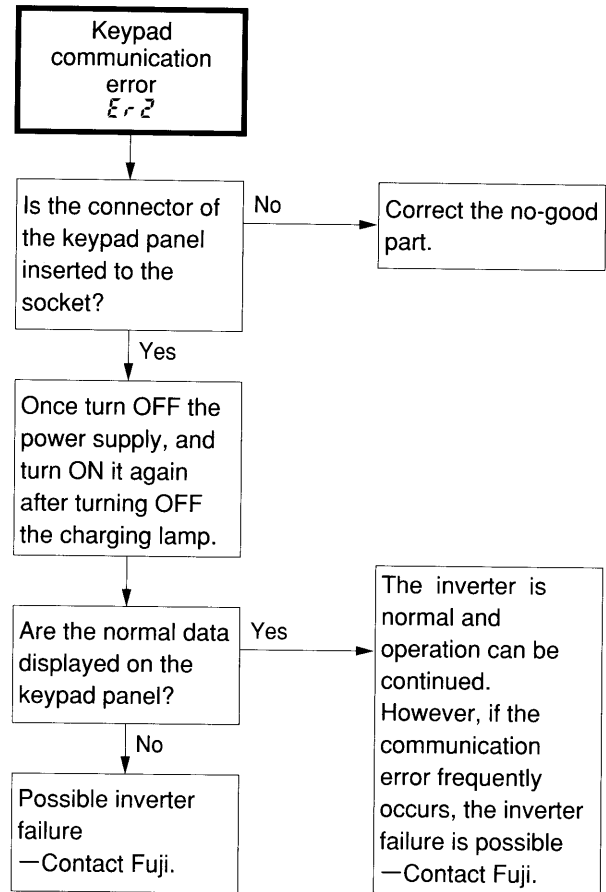 Keypad
communication
error
Er2
Is the connector of
the keypad panel
inserted to the
socket?
No
Correct the no-good
part.
Yes
Once turn OFF the
power supply, and
turn ON it again
after turning OFF
the charging lamp.
Are the normal data
displayed on the
keypad panel?
Yes
The inverter is
normal and
operation can be
continued.
However, if the
communication
error frequently
occurs, the inverter
failure is possible
—Contact Fuji.
No
Possible inverter
failure
—Contact Fuji.